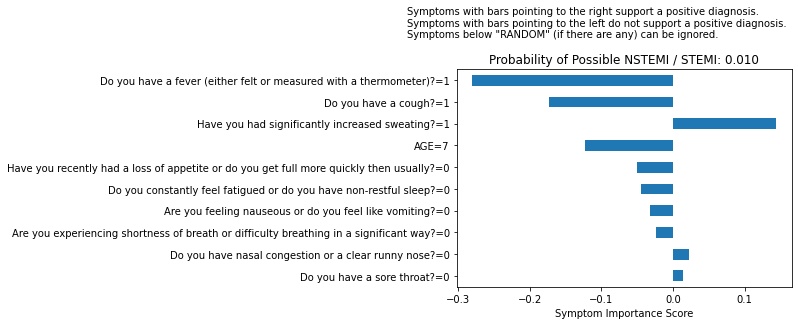 Symptoms with bars pointing to the right support a positive diagnosis.
Symptoms with bars pointing to the left do not support a positive diagnosis.
Symptoms below "RANDOM" (if there are any) can be ignored.
Probability of Possible NSTEMI / STEMI: 0.010
Do you have a fever (either felt or measured with a thermometer)?=1
Do you have a cough?=1
Have you had significantly increased sweating?=1
AGE=7
Have you recently had a loss of appetite or do you get full more quickly then usually?=0
Do you constantly feel fatigued or do you have non-restful sleep?=0
Are you feeling nauseous or do you feel like vomiting?=0
Are you experiencing shortness of breath or difficulty breathing in a significant way?=0
Do you have nasal congestion or a clear runny nose?=0
Do you have a sore throat?=0
−0.3 −0.2 −0.1 0.0 0.1
Symptom Importance Score